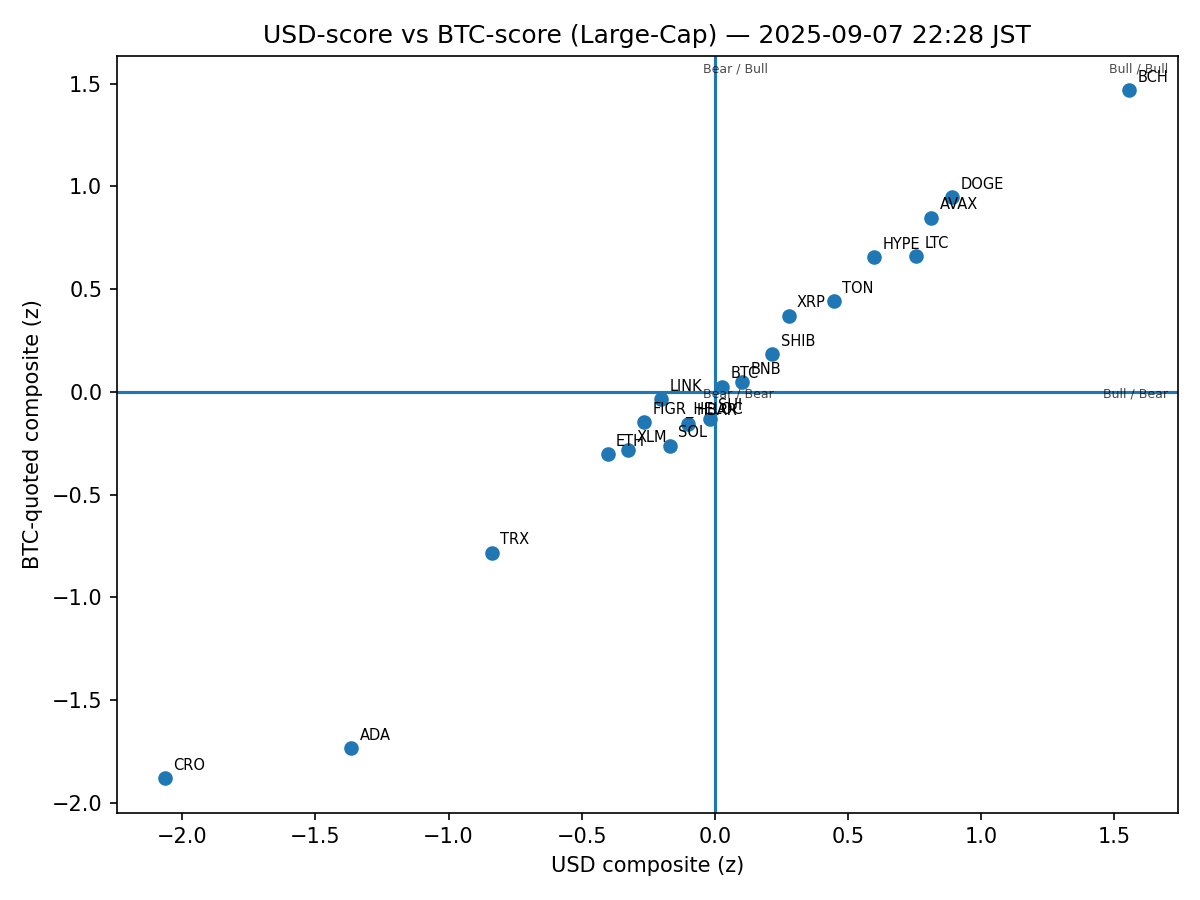 USD-score vs BTC-score (Large-Cap) — 2025-09-07 22:28 JST
Bear / Bull
Bull / Bull
BCH
DOGE
AVAX
HYPE
LTC
TON
XRP
SHIB
BNB
BTC
LINK
Bear / Bear
Bull / Bear
SUI
HBAR
SOL
XLM
ETH
TRX
ADA
CRO
1.5
1.0
0.5
0.0
−0.5
−1.0
−1.5
−2.0
BTC-quoted composite (z)
−2.0
−1.5
−1.0
−0.5
0.0
0.5
1.0
1.5
USD composite (z)